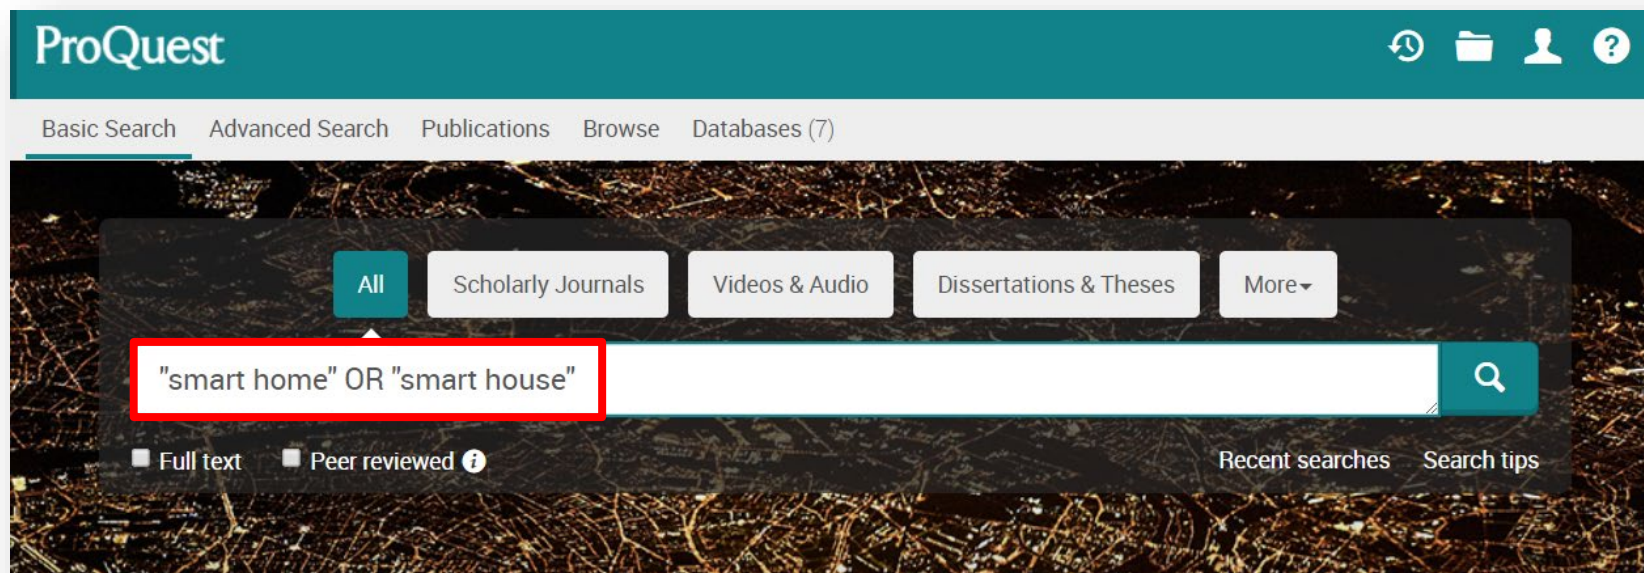 ProQuest
?
Basic Search Advanced Search Publications Browse Databases (7)
All Scholarly Journals Videos & Audio Dissertations & Theses More
"smart home" OR "smart house"
Full text Peer reviewed i Recent searches Search tips